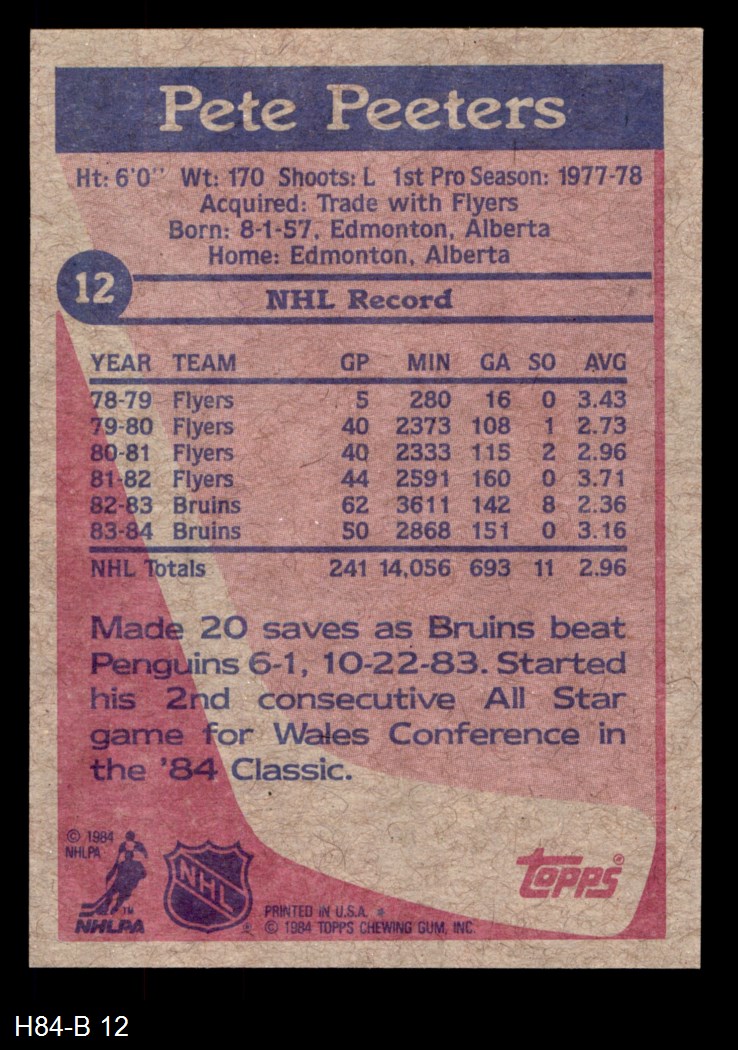 Pete Peeters
Ht: 6'0" Wt: 170 Shoots: L 1st Pro Season: 1977-78
Acquired: Trade with Flyers
Born: 8-1-57, Edmonton, Alberta
Home: Edmonton, Alberta
12
NHL Record
YEAR TEAM GP MIN GA SO AVG
78-79 Flyers 5 280 16 0 3.43
79-80 Flyers 40 2373 108 1 2.73
80-81 Flyers 40 2333 115 2 2.96
81-82 Flyers 44 2591 160 0 3.71
82-83 Bruins 62 3611 142 8 2.36
83-84 Bruins 50 2868 151 0 3.16
NHL Totals 241 14,056 693 11 2.96
Made 20 saves as Bruins beat
Penguins 6-1, 10-22-83. Started
his 2nd consecutive All Star
game for Wales Conference in
the '84 Classic.
© 1984
NHLPA
TM
NHLPA
NHL
®
PRINTED IN U.S.A. *
© 1984 TOPPS CHEWING GUM, INC.
Topps®
H84-B 12